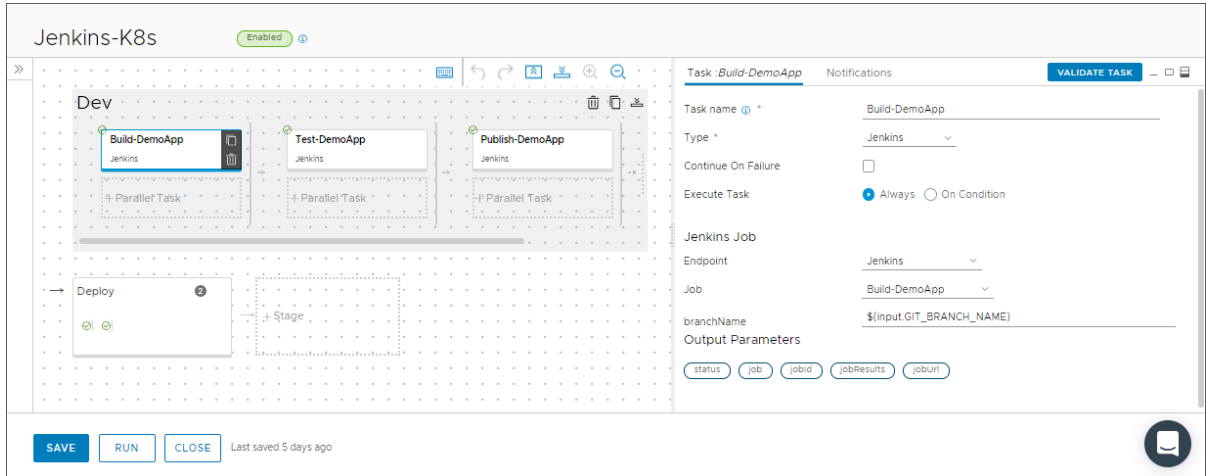 Jenkins-K8s
Enabled
Dev
Build-DemoApp
Jenkins
Test-DemoApp
Jenkins
Publish-DemoApp
Jenkins
+ Parallel Task
+ Parallel Task
+ Parallel Task
Deploy
2
+ Stage
Task :Build-DemoApp
Notifications
VALIDATE TASK
Task name *
Build-DemoApp
Type *
Jenkins
Continue On Failure
Execute Task
Always
On Condition
Jenkins Job
Endpoint
Jenkins
Job
Build-DemoApp
branchName
${input.GIT_BRANCH_NAME}
Output Parameters
status
job
jobId
jobResults
jobUrl
SAVE
RUN
CLOSE
Last saved 5 days ago